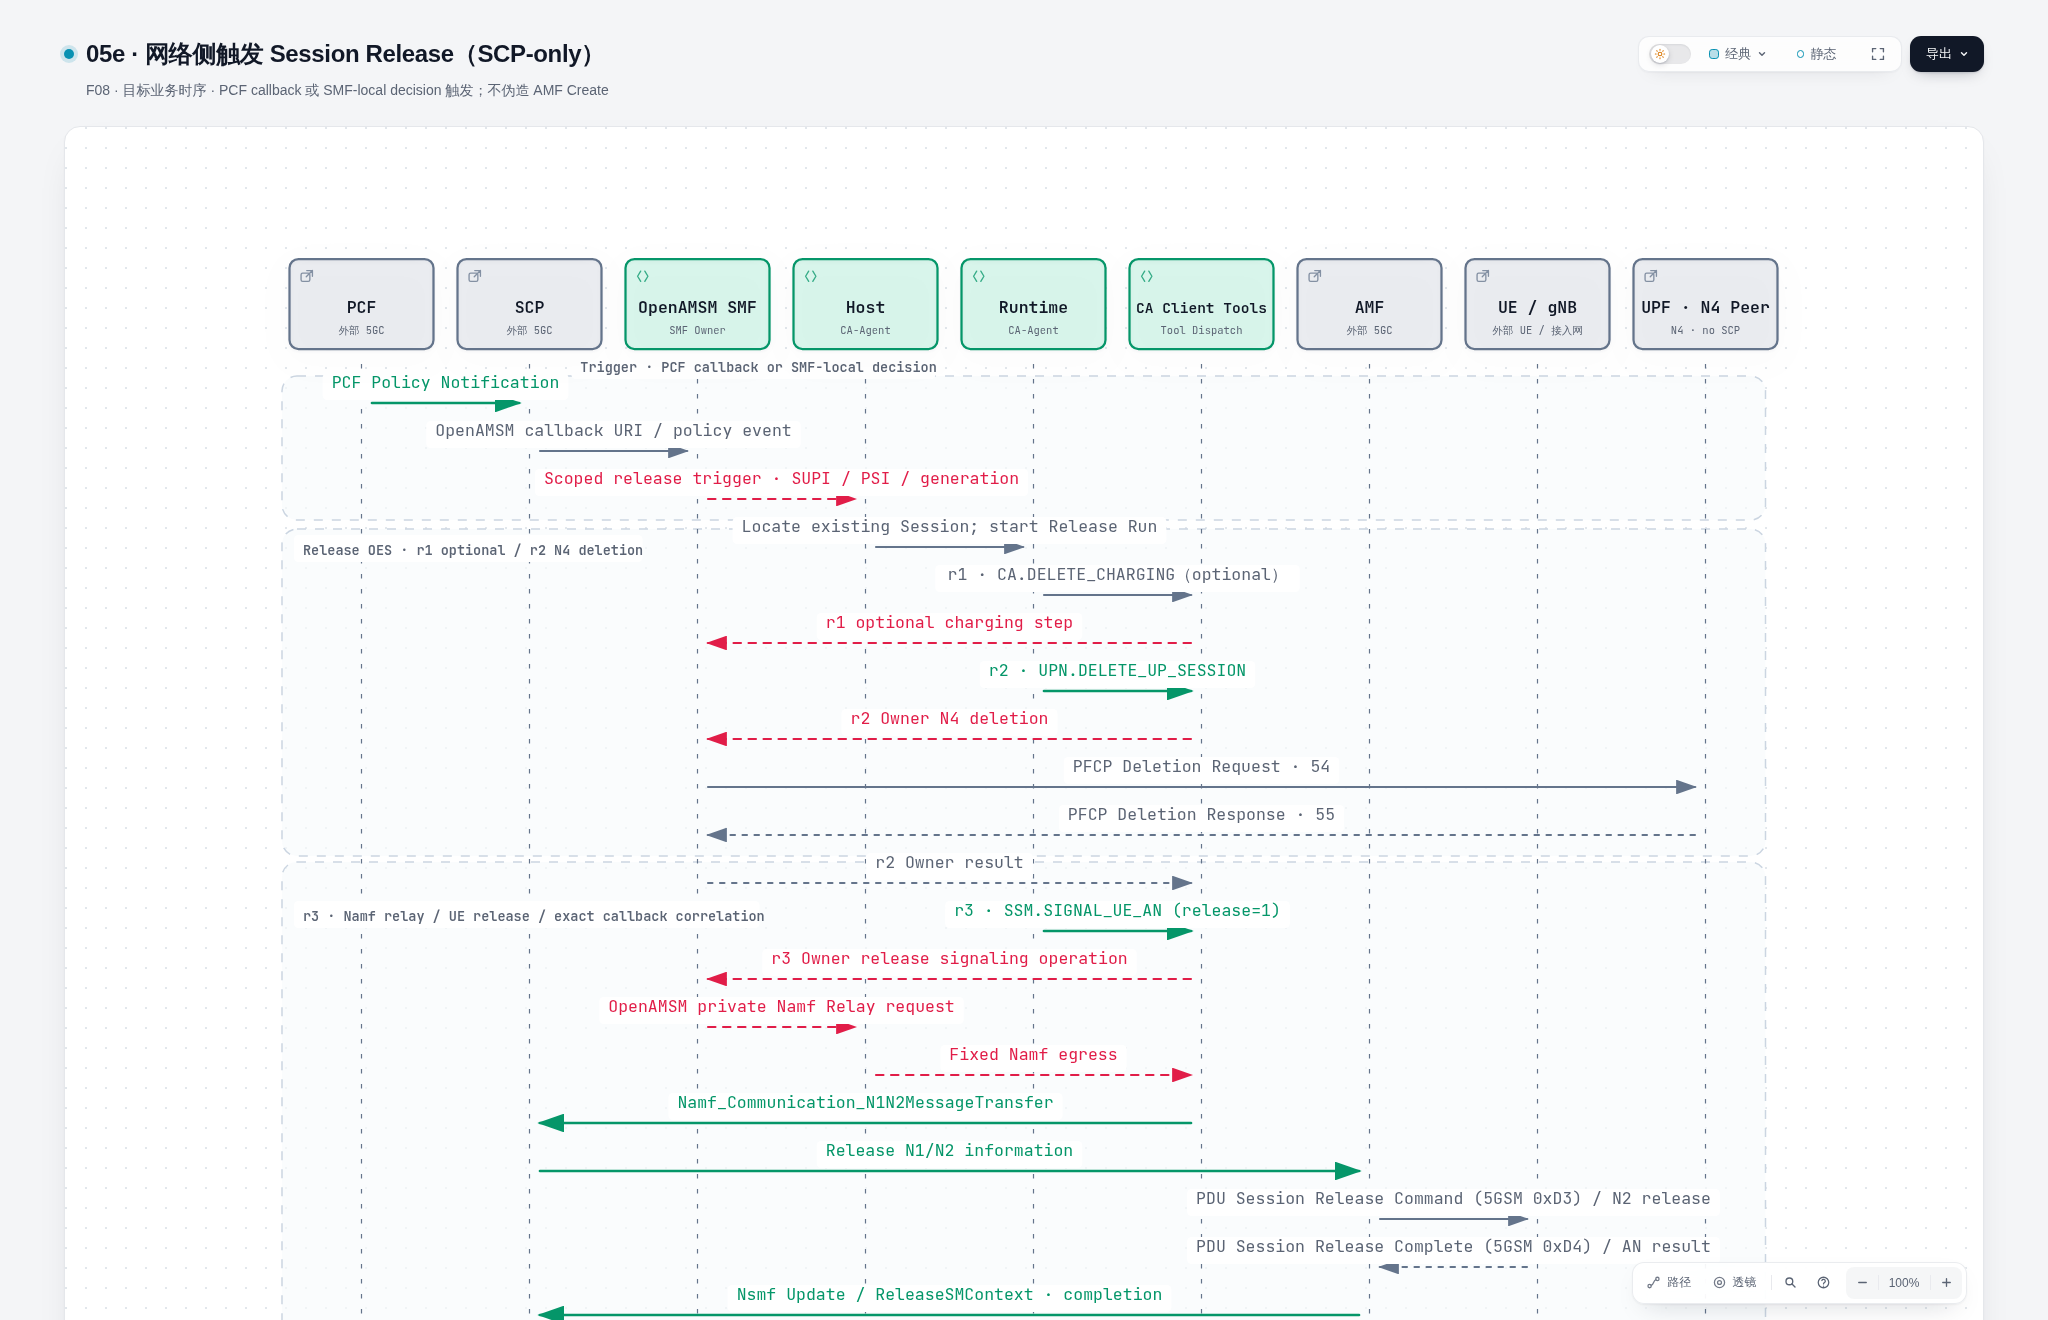 05e · 网络侧触发 Session Release（SCP-only）
F08 · 目标业务时序 · PCF callback 或 SMF-local decision 触发；不伪造 AMF Create
经典
静态
导出
PCF
外部 5GC
SCP
外部 5GC
OpenAMSM SMF
SMF Owner
Host
CA-Agent
Runtime
CA-Agent
CA Client Tools
Tool Dispatch
AMF
外部 5GC
UE / gNB
外部 UE / 接入网
UPF · N4 Peer
N4 · no SCP
Trigger · PCF callback or SMF-local decision
PCF Policy Notification
OpenAMSM callback URI / policy event
Scoped release trigger · SUPI / PSI / generation
Locate existing Session; start Release Run
Release OES · r1 optional / r2 N4 deletion
r1 · CA.DELETE_CHARGING（optional）
r1 optional charging step
r2 · UPN.DELETE_UP_SESSION
r2 Owner N4 deletion
PFCP Deletion Request · 54
PFCP Deletion Response · 55
r2 Owner result
r3 · Namf relay / UE release / exact callback correlation
r3 · SSM.SIGNAL_UE_AN (release=1)
r3 Owner release signaling operation
OpenAMSM private Namf Relay request
Fixed Namf egress
Namf_Communication_N1N2MessageTransfer
Release N1/N2 information
PDU Session Release Command (5GSM 0xD3) / N2 release
PDU Session Release Complete (5GSM 0xD4) / AN result
Nsmf Update / ReleaseSMContext · completion
路径
透镜
100%